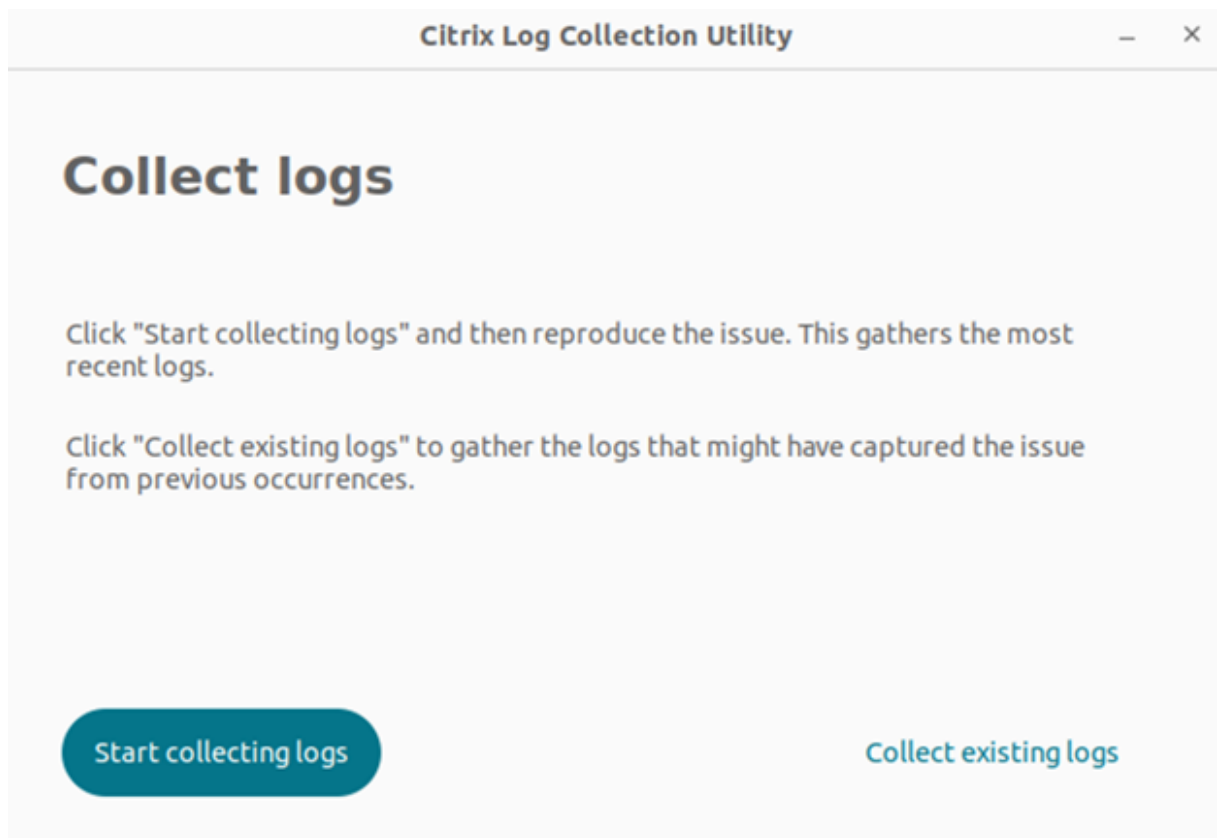 Citrix Log Collection Utility
Collect logs
Click "Start collecting logs" and then reproduce the issue. This gathers the most
recent logs.
Click "Collect existing logs" to gather the logs that might have captured the issue
from previous occurrences.
Start collecting logs
Collect existing logs